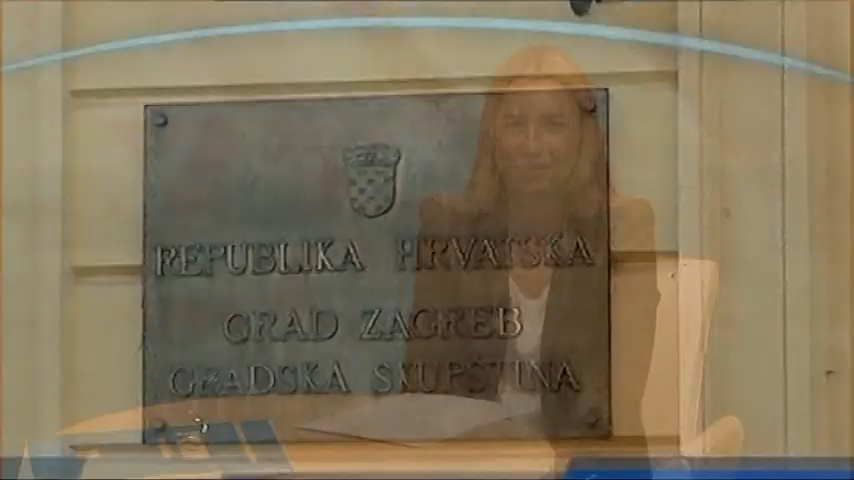 REPUBLIKA HRVATSKA
GRAD ZAGREB
GRADSKA SKUPŠTINA